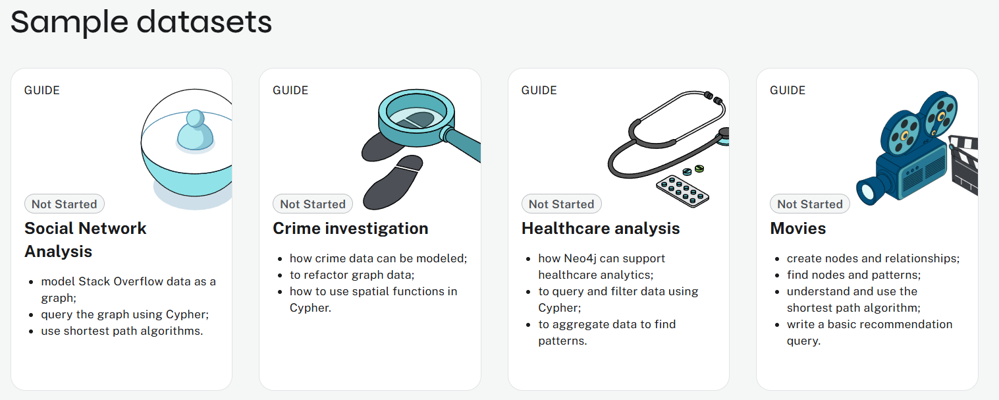 Sample datasets
GUIDE
Not Started
Social Network
Analysis
• model Stack Overflow data as a
graph;
• query the graph using Cypher;
• use shortest path algorithms.
GUIDE
Not Started
Crime investigation
• how crime data can be modeled;
• to refactor graph data;
• how to use spatial functions in
Cypher.
GUIDE
Not Started
Healthcare analysis
• how Neo4j can support
healthcare analytics;
• to query and filter data using
Cypher;
• to aggregate data to find
patterns.
GUIDE
Not Started
Movies
• create nodes and relationships;
• find nodes and patterns;
• understand and use the
shortest path algorithm;
• write a basic recommendation
query.